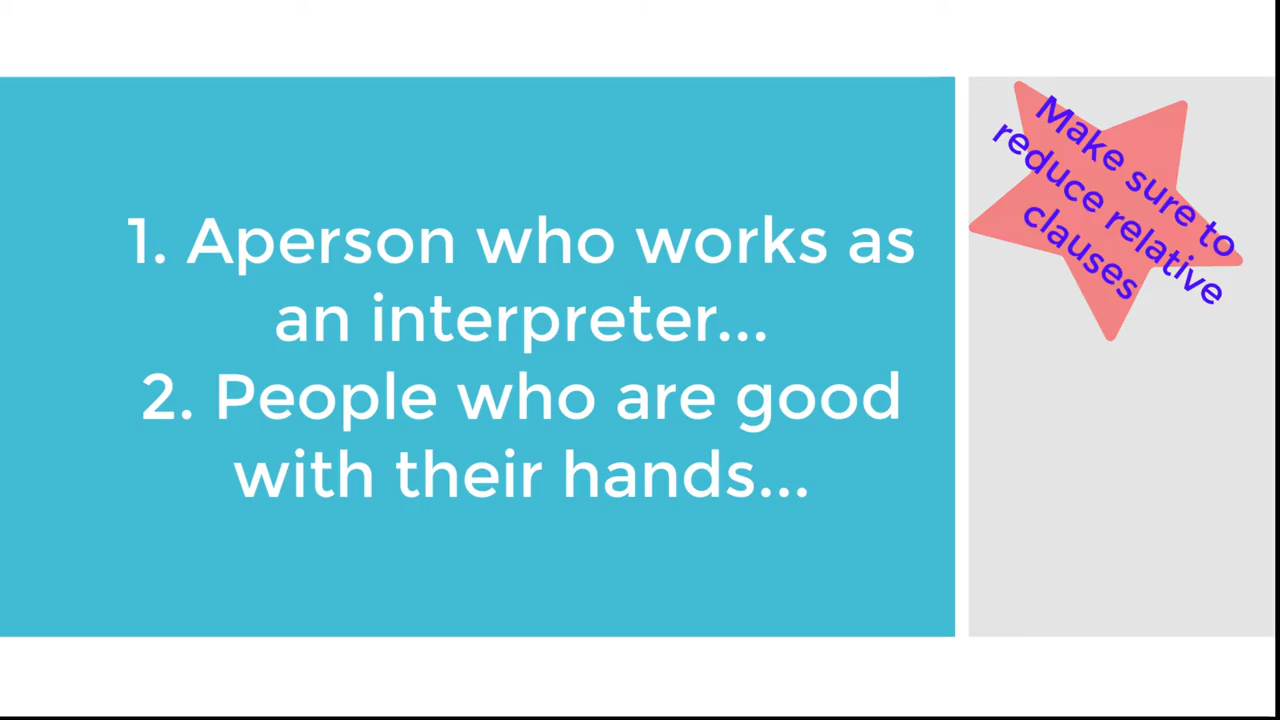 1. Aperson who works as
an interpreter...
2. People who are good
with their hands...
Make sure to
reduce relative
clauses